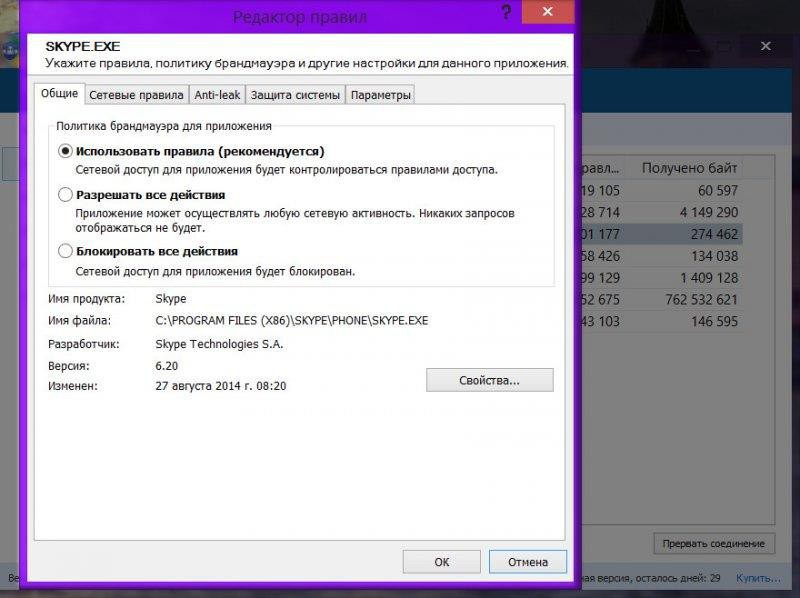 Редактор правил
?
SKYPE.EXE
Укажите правила, политику брандмауэра и другие настройки для данного приложения.
Общие Сетевые правила Anti-leak Защита системы Параметры
Политика брандмауэра для приложения
Использовать правила (рекомендуется)
Сетевой доступ для приложения будет контролироваться правилами доступа.
Разрешать все действия
Приложение может осуществлять любую сетевую активность. Никаких запросов
отображаться не будет.
Блокировать все действия
Сетевой доступ для приложения будет блокирован.
Имя продукта: Skype
Имя файла: C:\PROGRAM FILES (X86)\SKYPE\PHONE\SKYPE.EXE
Разработчик: Skype Technologies S.A.
Версия: 6.20
Изменен: 27 августа 2014 г. 08:20
Свойства...
ОК Отмена
Получено байт
19 105 60 597
28 714 4 149 290
01 177 274 462
58 426 134 038
99 129 1 409 128
52 675 762 532 621
43 103 146 595
Прервать соединение
версия, осталось дней: 29 Купить...